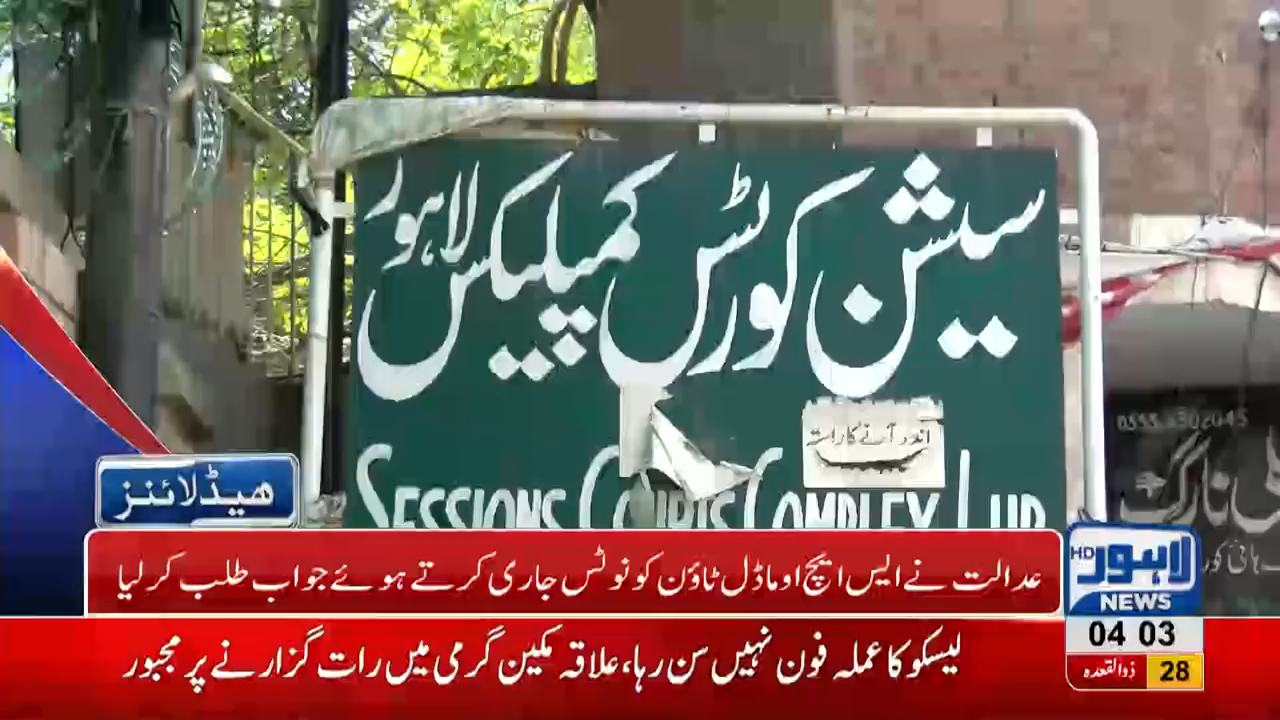 سیشن کورٹس کمپلیکس لاہور
اندر آنے کا راستہ
SESSIONS COURTS COMPLEX LHR
ہیڈلائنز
عدالت نے ایس ایچ او ماڈل ٹاؤن کو نوٹس جاری کرتے ہوئے جواب طلب کر لیا
لیسکو کا عملہ فون نہیں سن رہا، علاقہ مکین گرمی میں رات گزارنے پر مجبور
HD لاہور
NEWS
04 03
28 ذوالقعدہ